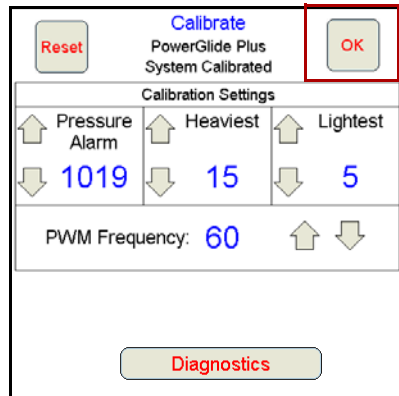 Calibrate
Reset
PowerGlide Plus
OK
System Calibrated
Calibration Settings
Pressure Alarm
Heaviest
Lightest
1019
15
5
PWM Frequency: 60
Diagnostics